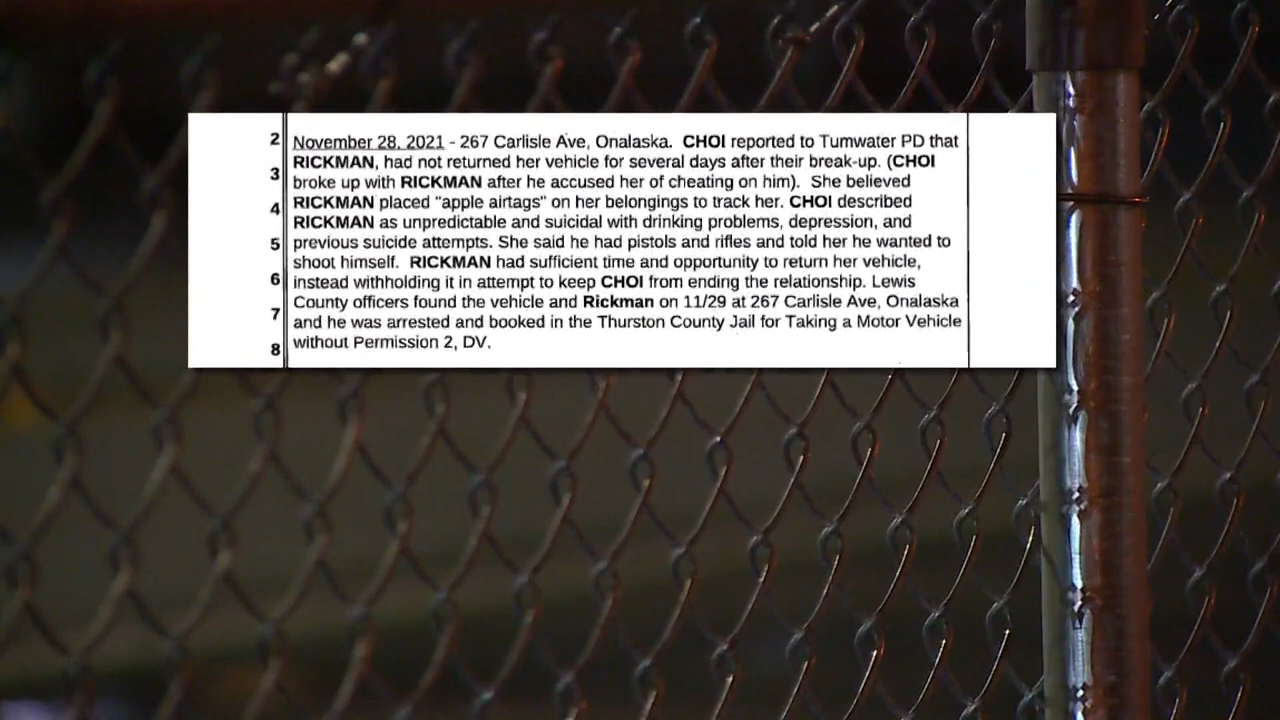 2 November 28, 2021 - 267 Carlisle Ave, Onalaska. CHOI reported to Tumwater PD that
RICKMAN, had not returned her vehicle for several days after their break-up. (CHOI
3 broke up with RICKMAN after he accused her of cheating on him). She believed
4 RICKMAN placed "apple airtags" on her belongings to track her. CHOI described
RICKMAN as unpredictable and suicidal with drinking problems, depression, and
5 previous suicide attempts. She said he had pistols and rifles and told her he wanted to
shoot himself. RICKMAN had sufficient time and opportunity to return her vehicle,
6 instead withholding it in attempt to keep CHOI from ending the relationship. Lewis
County officers found the vehicle and Rickman on 11/29 at 267 Carlisle Ave, Onalaska
7 and he was arrested and booked in the Thurston County Jail for Taking a Motor Vehicle
8 without Permission 2, DV.